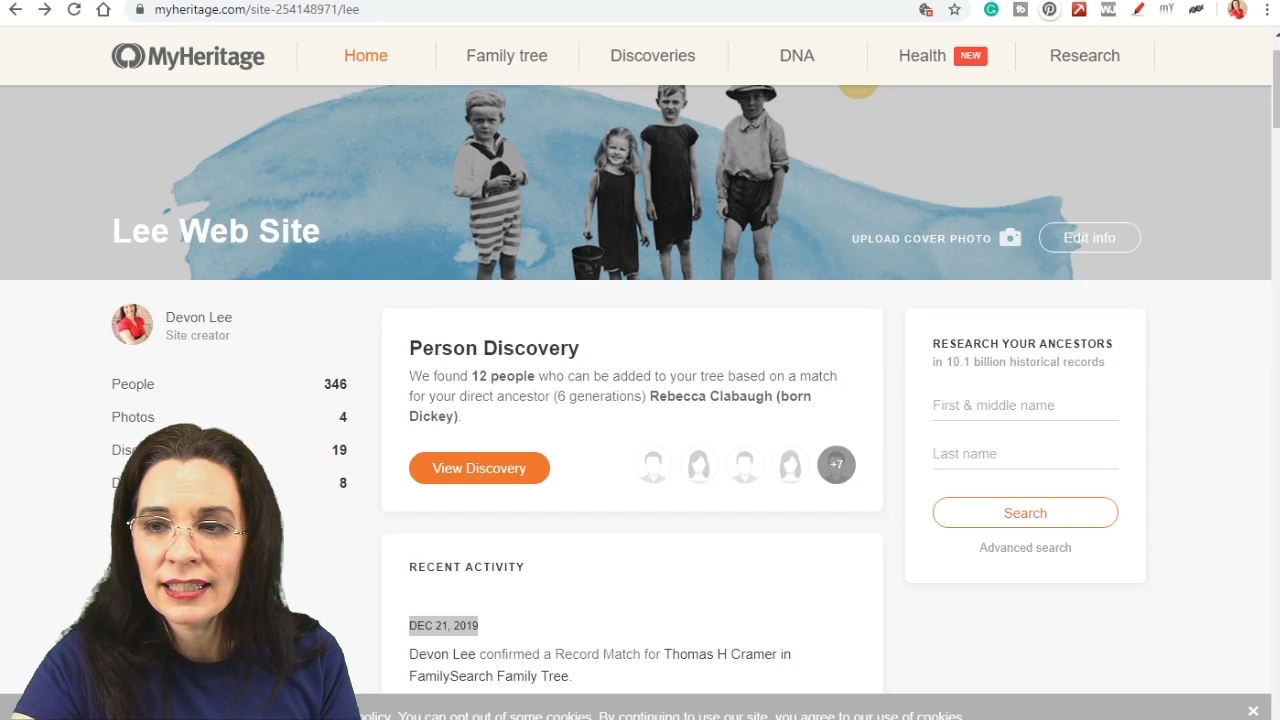 myheritage.com/site-254148971/lee
MyHeritage
Home
Family tree
Discoveries
DNA
Health NEW
Research
Lee Web Site
UPLOAD COVER PHOTO
Edit info
Devon Lee
Site creator
People 346
Photos 4
19
8
Person Discovery
We found 12 people who can be added to your tree based on a match
for your direct ancestor (6 generations) Rebecca Clabaugh (born
Dickey).
View Discovery
+7
RECENT ACTIVITY
DEC 21, 2019
Devon Lee confirmed a Record Match for Thomas H Cramer in
FamilySearch Family Tree.
RESEARCH YOUR ANCESTORS
in 10.1 billion historical records
First & middle name
Last name
Search
Advanced search
policy. You can opt out of some cookies. By continuing to use our site, you agree to our use of cookies.